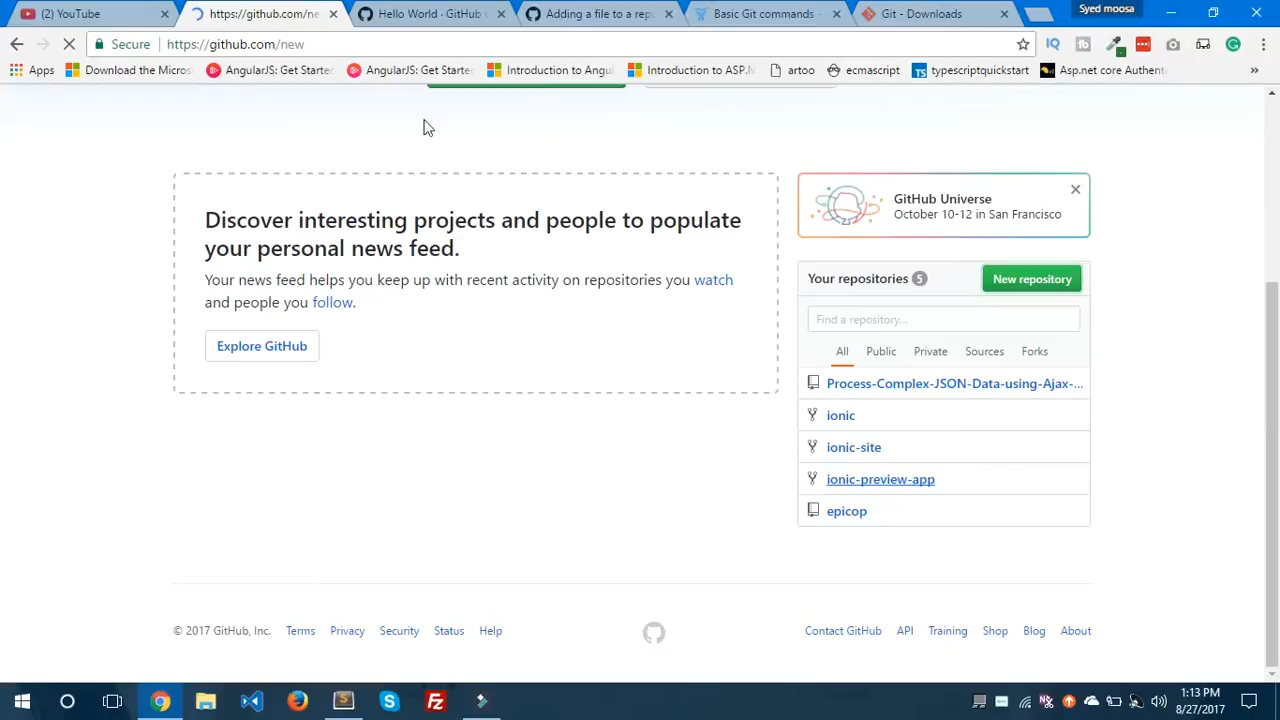 (2) YouTube
https://github.com/ne
Hello World · GitHub
Adding a file to a rep
Basic Git commands -
Git - Downloads
Syed moosa
Secure
https://github.com/new
Apps
Download the Micros
AngularJS: Get Starte
AngularJS: Get Starte
Introduction to Angu
Introduction to ASP.N
artoo
ecmascript
typescriptquickstart
Asp.net core Authent
»
Discover interesting projects and people to populate
your personal news feed.
Your news feed helps you keep up with recent activity on repositories you watch
and people you follow.
Explore GitHub
GitHub Universe
October 10-12 in San Francisco
Your repositories 5
New repository
Find a repository...
All Public Private Sources Forks
Process-Complex-JSON-Data-using-Ajax-...
ionic
ionic-site
ionic-preview-app
epicop
© 2017 GitHub, Inc. Terms Privacy Security Status Help
Contact GitHub API Training Shop Blog About
1:13 PM
8/27/2017